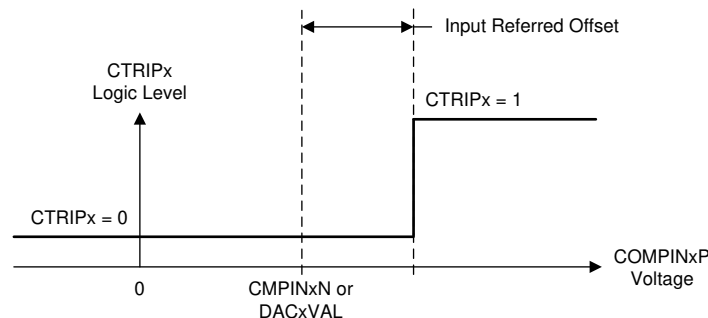 Input Referred Offset
CTRIPx
Logic Level
CTRIPx = 1
CTRIPx = 0
COMPINxP
Voltage
0
CMPINxN or
DACxVAL